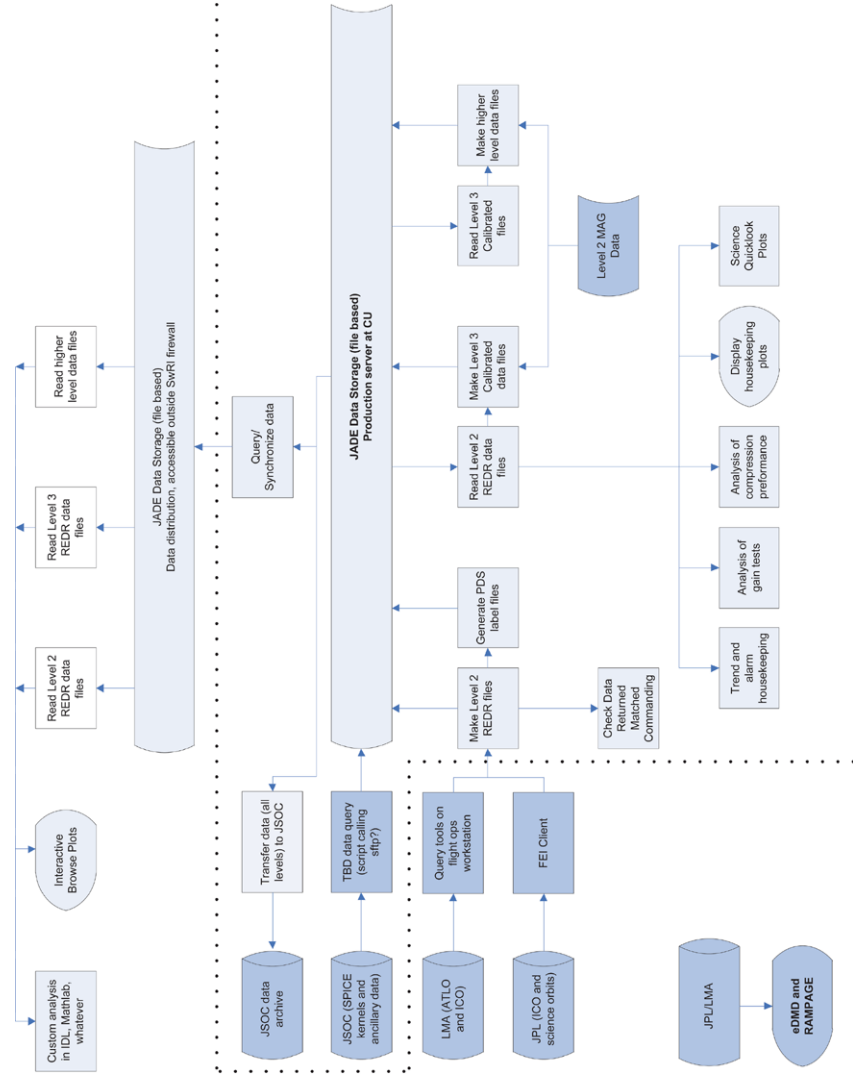 Custom analysis
in IDL, Mathlab,
whatever
Interactive
Browse Plots
Read Level 2
REDR data
files
Read Level 3
REDR data
files
Read higher
level data files
JADE Data Storage (file based)
Data distribution, accessible outside SwRI firewall
Query/
Synchronize data
JSOC data
archive
Transfer data (all
levels) to JSOC
JSOC (SPICE
kernels and
ancillary data)
TBD data query
(script calling
sftp?)
JADE Data Storage (file based)
Production server at CU
LMA (ATLO
and ICO)
Query tools on
flight ops
workstation
JPL (ICO and
science orbits)
FEI Client
Make Level 2
REDR files
Generate PDS
label files
Read Level 2
REDR data
files
Make Level 3
Calibrated
data files
Read Level 3
Calibrated
files
Make higher
level data files
Check Data
Returned
Matched
Commanding
Level 2 MAG
Data
Trend and
alarm
housekeeping
Analysis of
gain tests
Analysis of
compression
preformance
Display
housekeeping
plots
Science
Quicklook
Plots
JPL/LMA
eDMD and
RAMPAGE